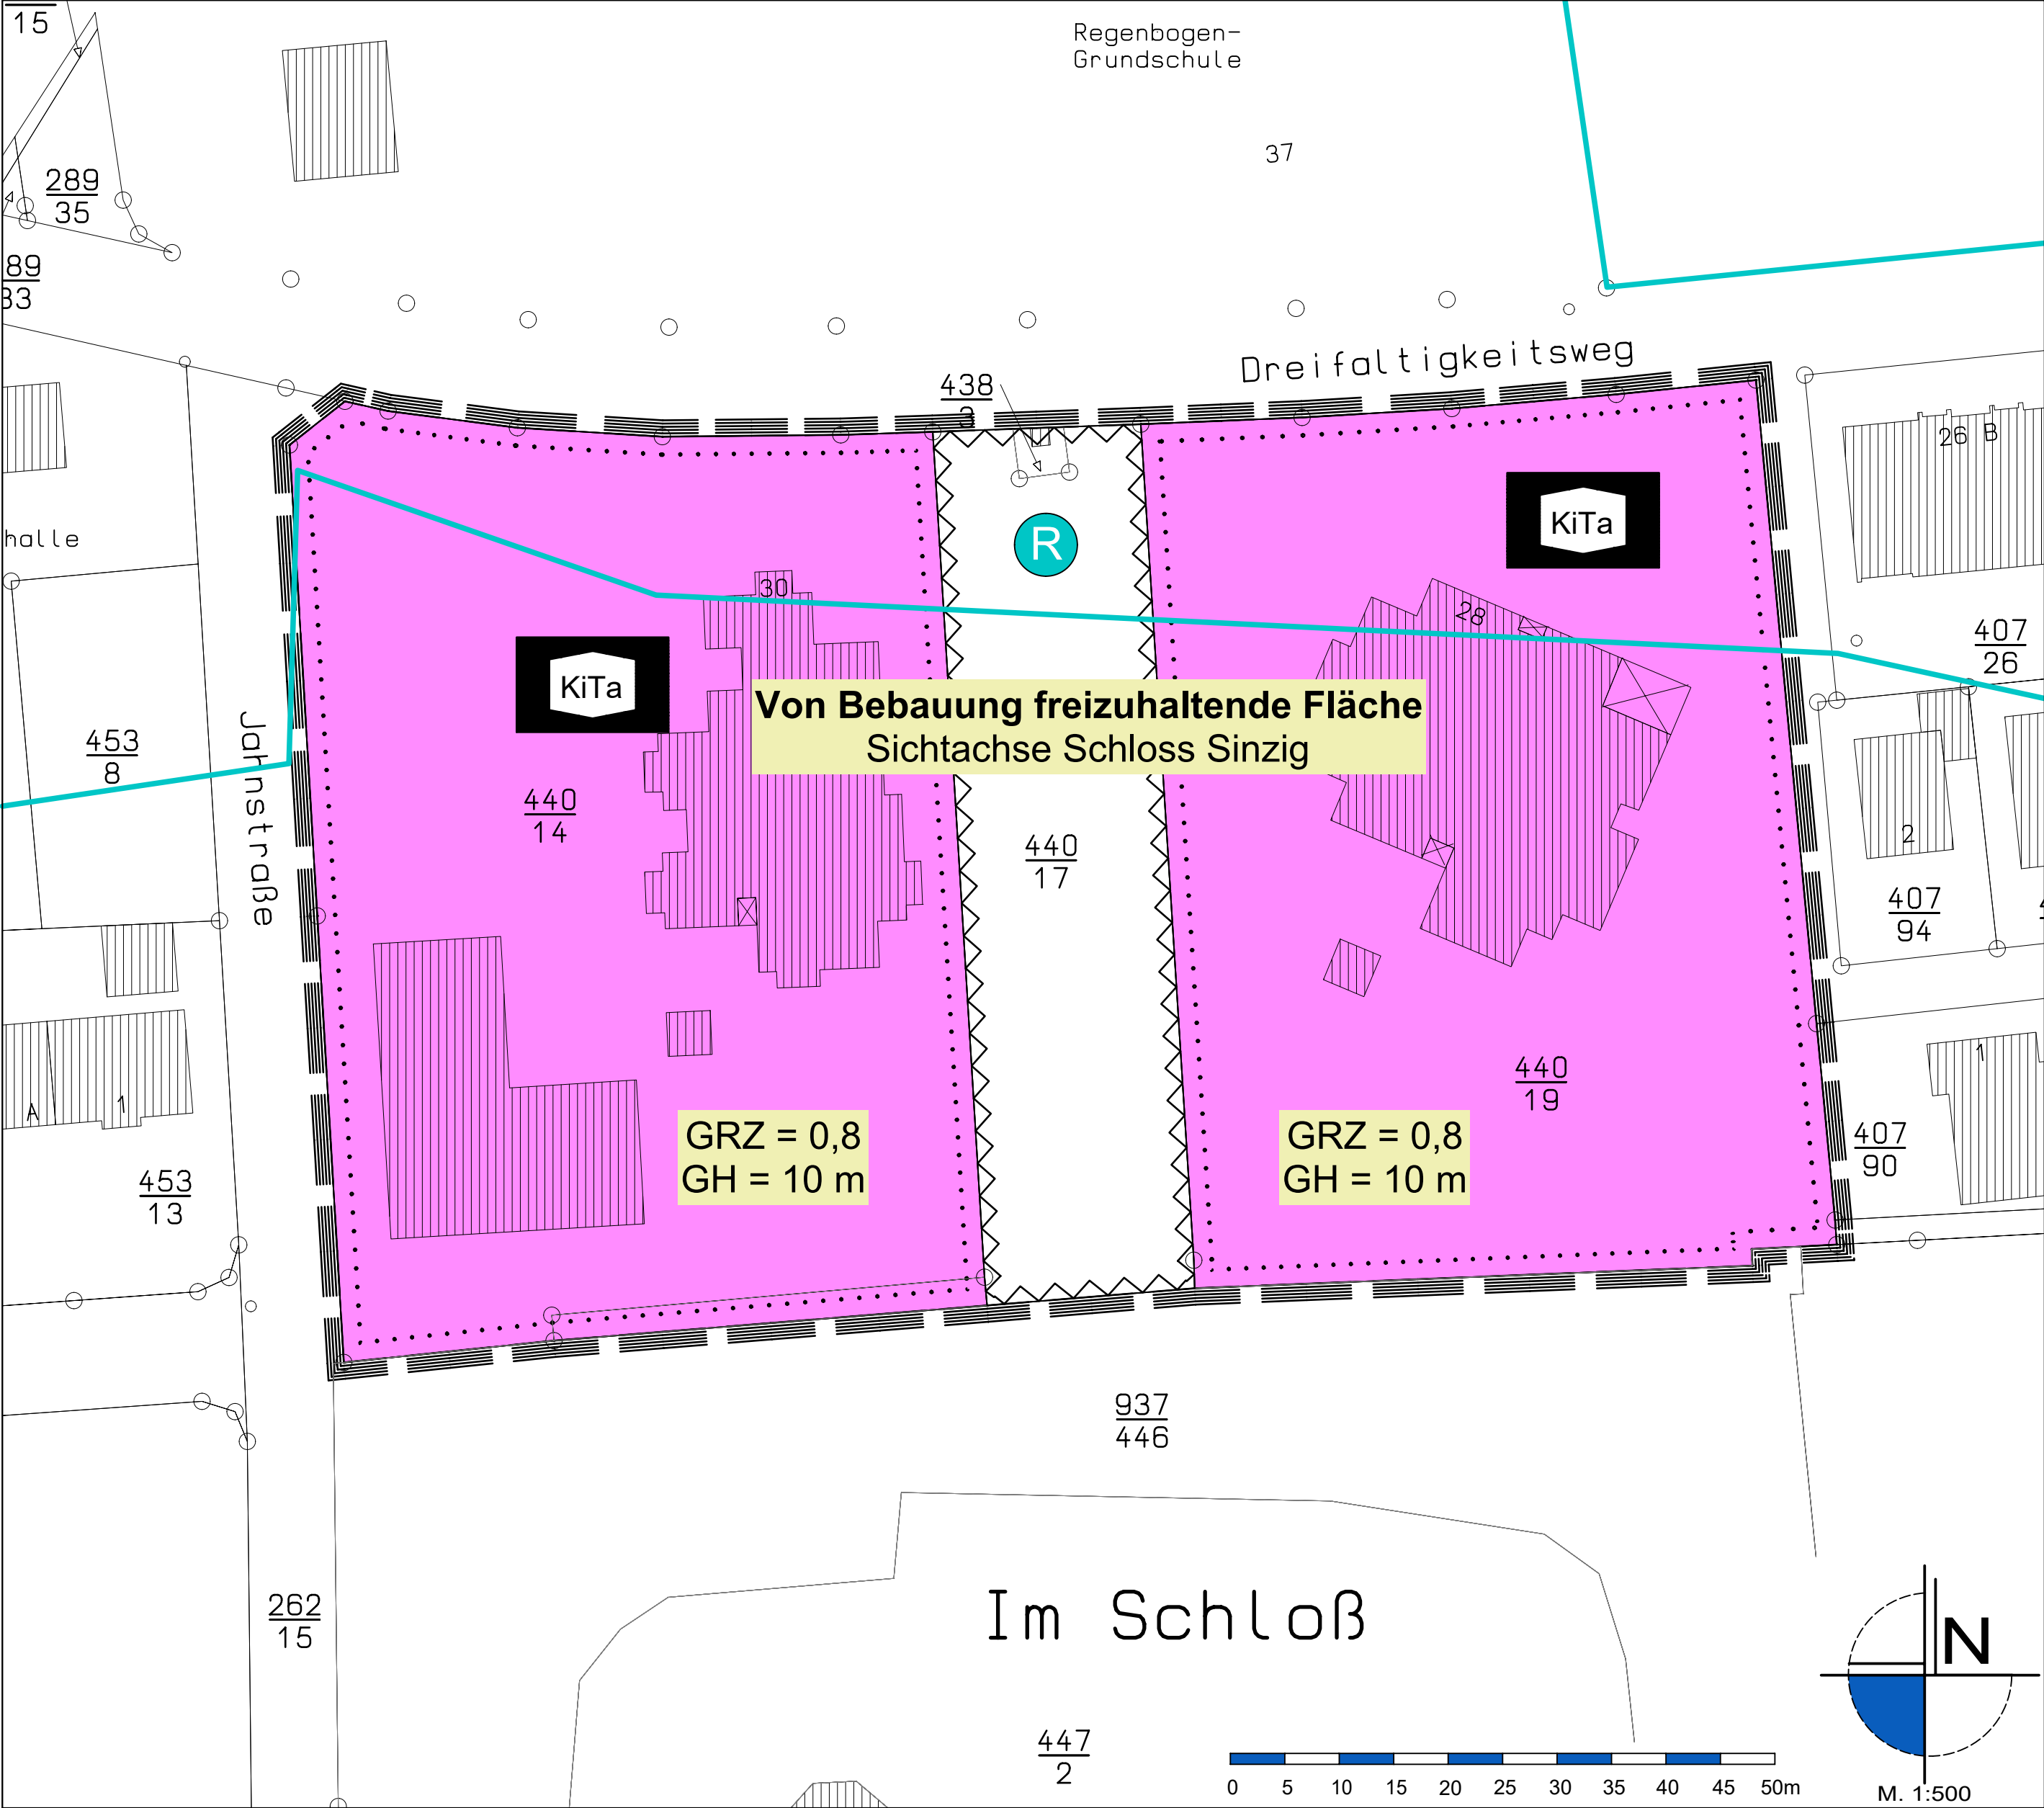 15
Regenbogen-
Grundschule
37
289
35
89
33
Dreifaltigkeitsweg
438
3
26 B
halle
R
KiTa
30
28
407
26
KiTa
Von Bebauung freizuhaltende Fläche
Sichtachse Schloss Sinzig
Jahnstraße
453
8
440
14
440
17
2
407
94
1
440
19
A
1
GRZ = 0,8
GH = 10 m
GRZ = 0,8
GH = 10 m
407
90
453
13
937
446
Im Schloß
262
15
N
447
2
0 5 10 15 20 25 30 35 40 45 50m
M. 1:500